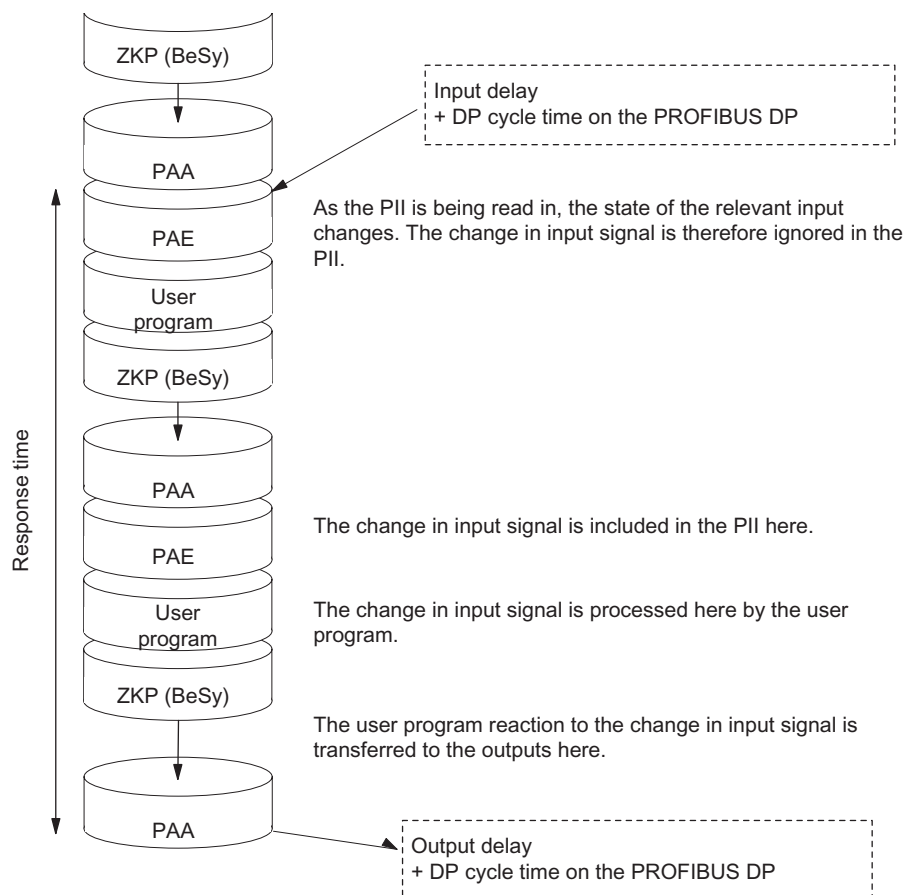 ZKP (BeSy)
Input delay
+ DP cycle time on the PROFIBUS DP
PAA
As the PII is being read in, the state of the relevant input
changes. The change in input signal is therefore ignored in the
PII.
PAE
User
program
ZKP (BeSy)
Response time
PAA
The change in input signal is included in the PII here.
PAE
The change in input signal is processed here by the user
program.
User
program
ZKP (BeSy)
The user program reaction to the change in input signal is
transferred to the outputs here.
PAA
Output delay
+ DP cycle time on the PROFIBUS DP